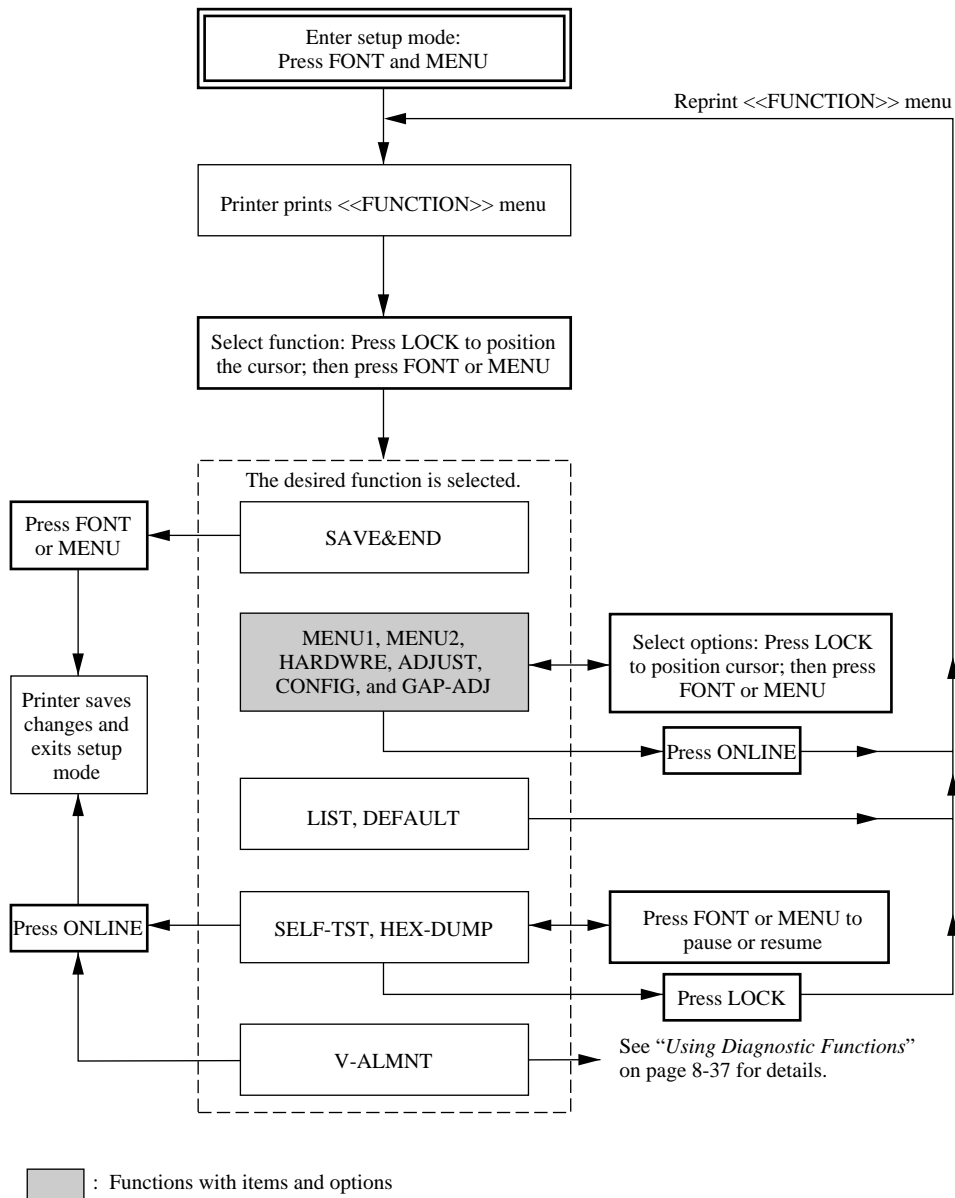 Enter setup mode:
Press FONT and MENU
Reprint <<FUNCTION>> menu
Printer prints <<FUNCTION>> menu
Select function: Press LOCK to position
the cursor; then press FONT or MENU
The desired function is selected.
Press FONT
or MENU
SAVE&END
MENU1, MENU2,
HARDWRE, ADJUST,
CONFIG, and GAP-ADJ
Select options: Press LOCK
to position cursor; then press
FONT or MENU
Printer saves
changes and
exits setup
mode
Press ONLINE
LIST, DEFAULT
Press ONLINE
SELF-TST, HEX-DUMP
Press FONT or MENU to
pause or resume
Press LOCK
V-ALMNT
See “Using Diagnostic Functions”
on page 8-37 for details.
: Functions with items and options